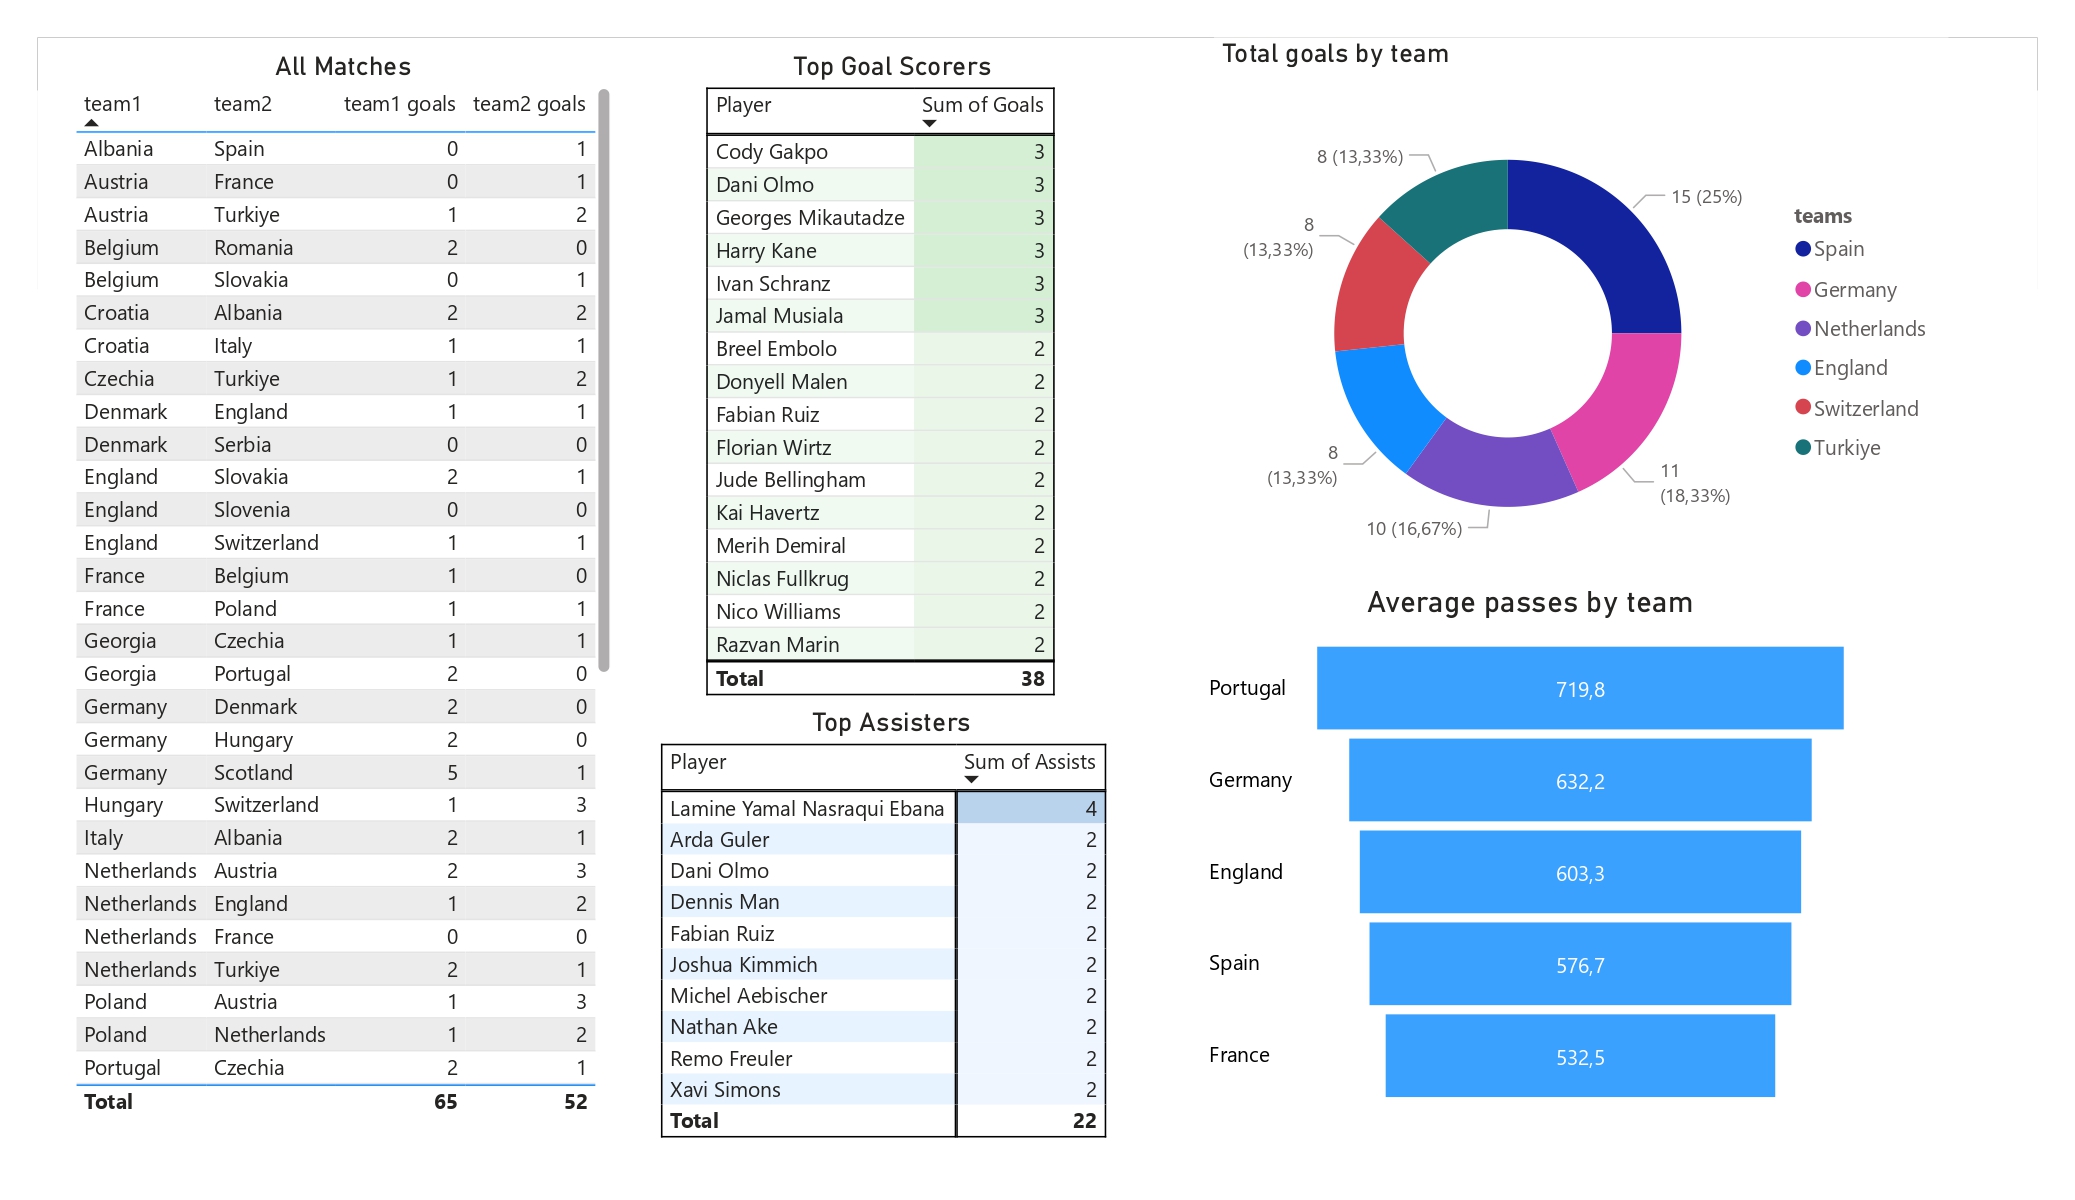 All Matches
team1 team2 team1 goals team2 goals
Albania Spain 0 1
Austria France 0 1
Austria Turkiye 1 2
Belgium Romania 2 0
Belgium Slovakia 0 1
Croatia Albania 2 2
Croatia Italy 1 1
Czechia Turkiye 1 2
Denmark England 1 1
Denmark Serbia 0 0
England Slovakia 2 1
England Slovenia 0 0
England Switzerland 1 1
France Belgium 1 0
France Poland 1 1
Georgia Czechia 1 1
Georgia Portugal 2 0
Germany Denmark 2 0
Germany Hungary 2 0
Germany Scotland 5 1
Hungary Switzerland 1 3
Italy Albania 2 1
Netherlands Austria 2 3
Netherlands England 1 2
Netherlands France 0 0
Netherlands Turkiye 2 1
Poland Austria 1 3
Poland Netherlands 1 2
Portugal Czechia 2 1
Total 65 52
Top Goal Scorers
Player Sum of Goals
Cody Gakpo 3
Dani Olmo 3
Georges Mikautadze 3
Harry Kane 3
Ivan Schranz 3
Jamal Musiala 3
Breel Embolo 2
Donyell Malen 2
Fabian Ruiz 2
Florian Wirtz 2
Jude Bellingham 2
Kai Havertz 2
Merih Demiral 2
Niclas Fullkrug 2
Nico Williams 2
Razvan Marin 2
Total 38
Top Assisters
Player Sum of Assists
Lamine Yamal Nasraqui Ebana 4
Arda Guler 2
Dani Olmo 2
Dennis Man 2
Fabian Ruiz 2
Joshua Kimmich 2
Michel Aebischer 2
Nathan Ake 2
Remo Freuler 2
Xavi Simons 2
Total 22
Total goals by team
8 (13,33%)
15 (25%)
8
(13,33%)
8
(13,33%)
11
(18,33%)
10 (16,67%)
teams
Spain
Germany
Netherlands
England
Switzerland
Turkiye
Average passes by team
Portugal 719,8
Germany 632,2
England 603,3
Spain 576,7
France 532,5